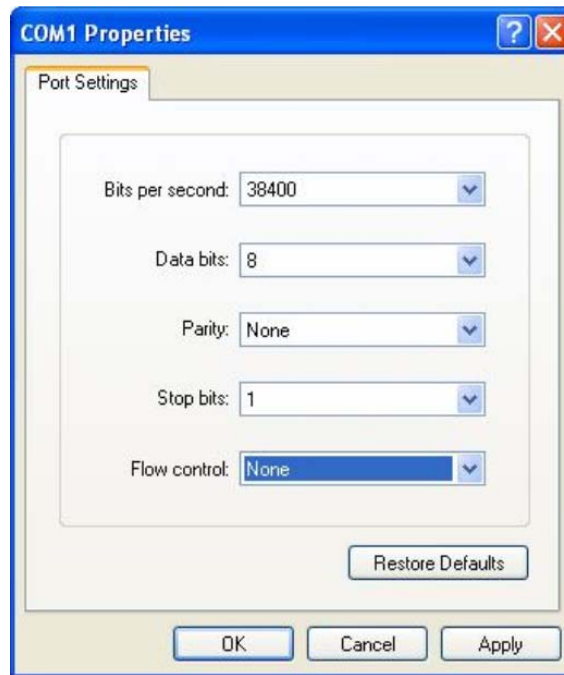 COM1 Properties
Port Settings
Bits per second: 38400
Data bits: 8
Parity: None
Stop bits: 1
Flow control: None
Restore Defaults
OK Cancel Apply